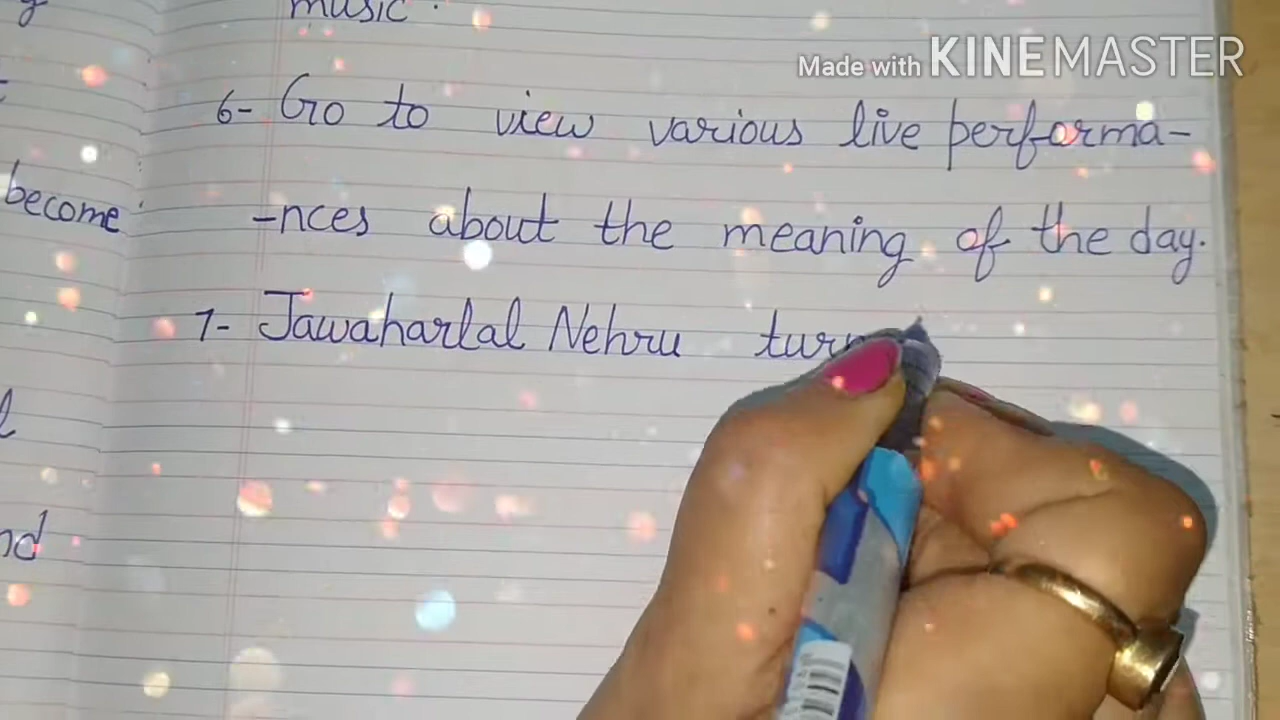 music.
Made with KINEMASTER
6- Go to view various live performa-
become
-nces about the meaning of the day.
7- Jawaharlal Nehru